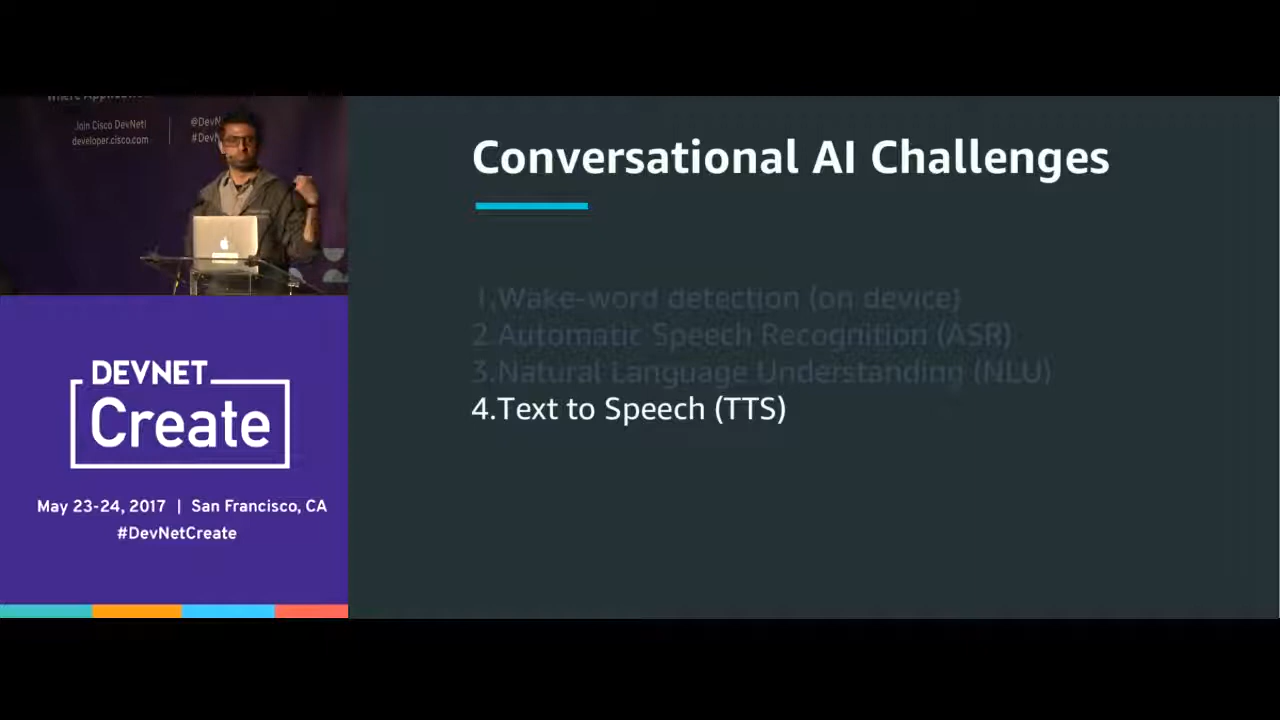 Join Cisco DevNet!
developer.cisco.com
@DevN
#DevN
DEVNET
Create
May 23-24, 2017 | San Francisco, CA
#DevNetCreate
Conversational AI Challenges
1.Wake-word detection (on device)
2.Automatic Speech Recognition (ASR)
3.Natural Language Understanding (NLU)
4.Text to Speech (TTS)